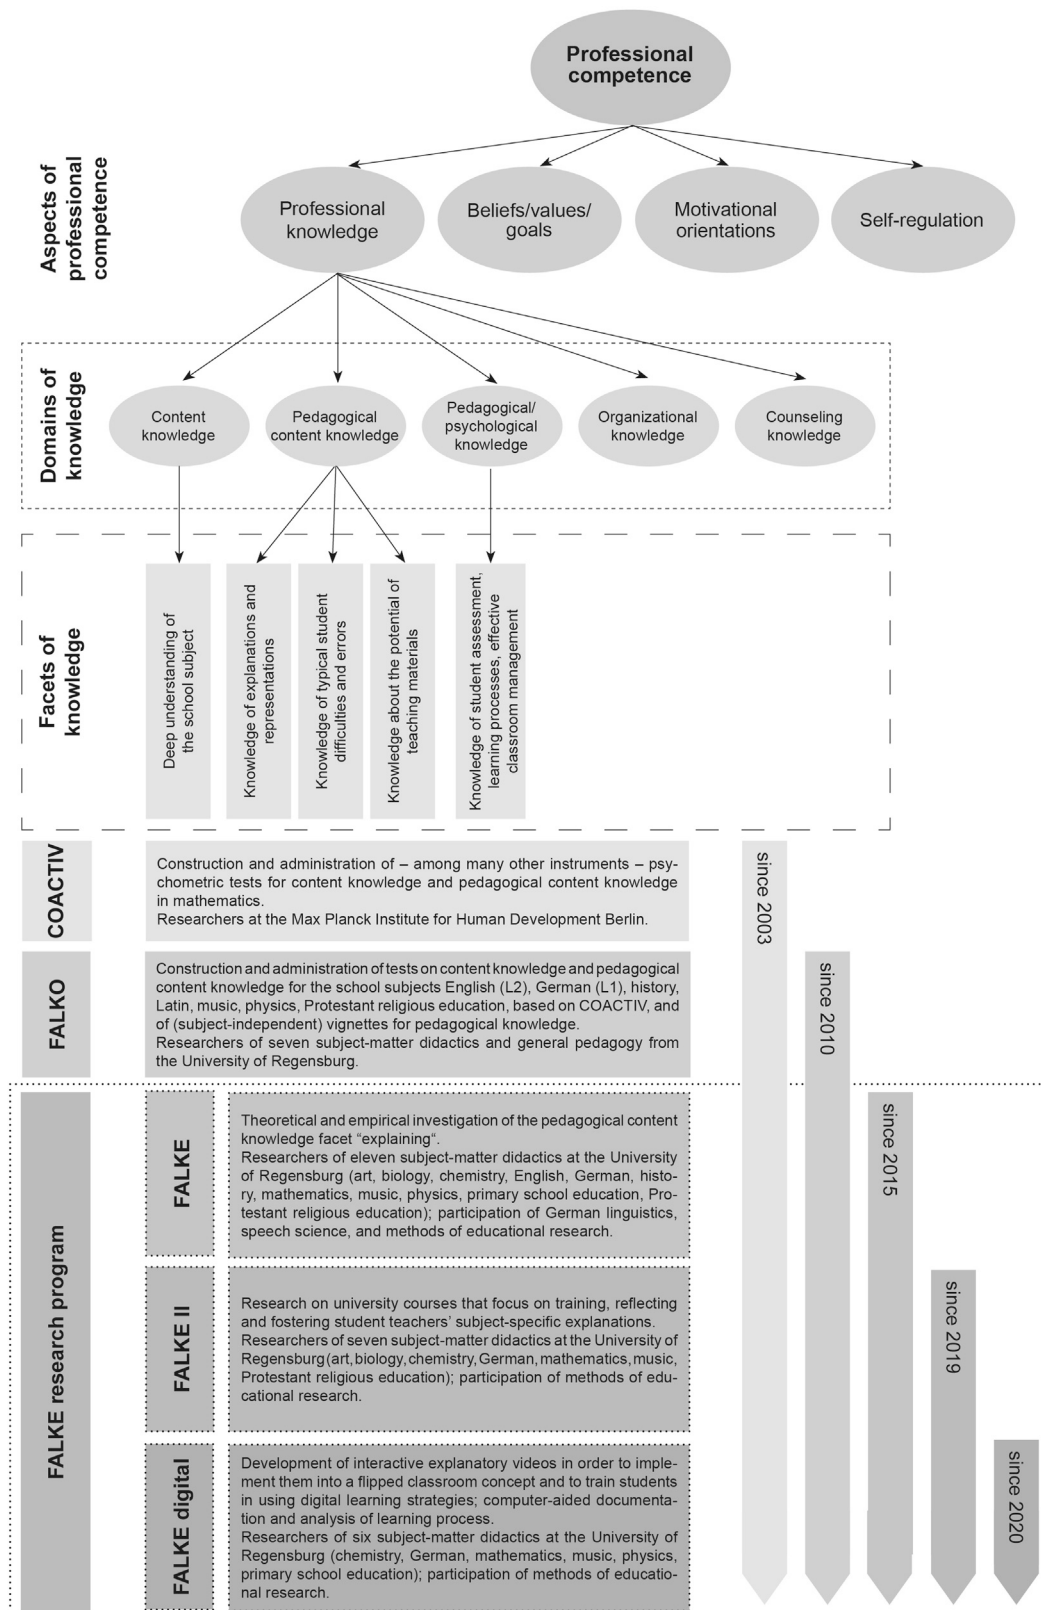 Professional
competence
Aspects of
professional
competence
Professional
knowledge
Beliefs/values/
goals
Motivational
orientations
Self-regulation
Domains of
knowledge
Content
knowledge
Pedagogical
content knowledge
Pedagogical/
psychological
knowledge
Organizational
knowledge
Counseling
knowledge
Facets of
knowledge
Deep understanding of
the school subject
Knowledge of explanations and
representations
Knowledge of typical student
difficulties and errors
Knowledge about the potential of
teaching materials
Knowledge of student assessment,
learning processes, effective
classroom management
COACTIV
Construction and administration of – among many other instruments – psy-
chometric tests for content knowledge and pedagogical content knowledge
in mathematics.
Researchers at the Max Planck Institute for Human Development Berlin.
since 2003
FALKO
Construction and administration of tests on content knowledge and pedagogical
content knowledge for the school subjects English (L2), German (L1), history,
Latin, music, physics, Protestant religious education, based on COACTIV, and
of (subject-independent) vignettes for pedagogical knowledge.
Researchers of seven subject-matter didactics and general pedagogy from
the University of Regensburg.
since 2010
FALKE research program
FALKE
Theoretical and empirical investigation of the pedagogical content
knowledge facet “explaining“.
Researchers of eleven subject-matter didactics at the University
of Regensburg (art, biology, chemistry, English, German, histo-
ry, mathematics, music, physics, primary school education, Pro-
testant religious education); participation of German linguistics,
speech science, and methods of educational research.
since 2015
FALKE II
Research on university courses that focus on training, reflecting
and fostering student teachers’ subject-specific explanations.
Researchers of seven subject-matter didactics at the University of
Regensburg (art, biology, chemistry, German, mathematics, music,
Protestant religious education); participation of methods of edu-
cational research.
since 2019
FALKE digital
Development of interactive explanatory videos in order to imple-
ment them into a flipped classroom concept and to train students
in using digital learning strategies; computer-aided documenta-
tion and analysis of learning process.
Researchers of six subject-matter didactics at the University of
Regensburg (chemistry, German, mathematics, music, physics,
primary school education); participation of methods of educatio-
nal research.
since 2020